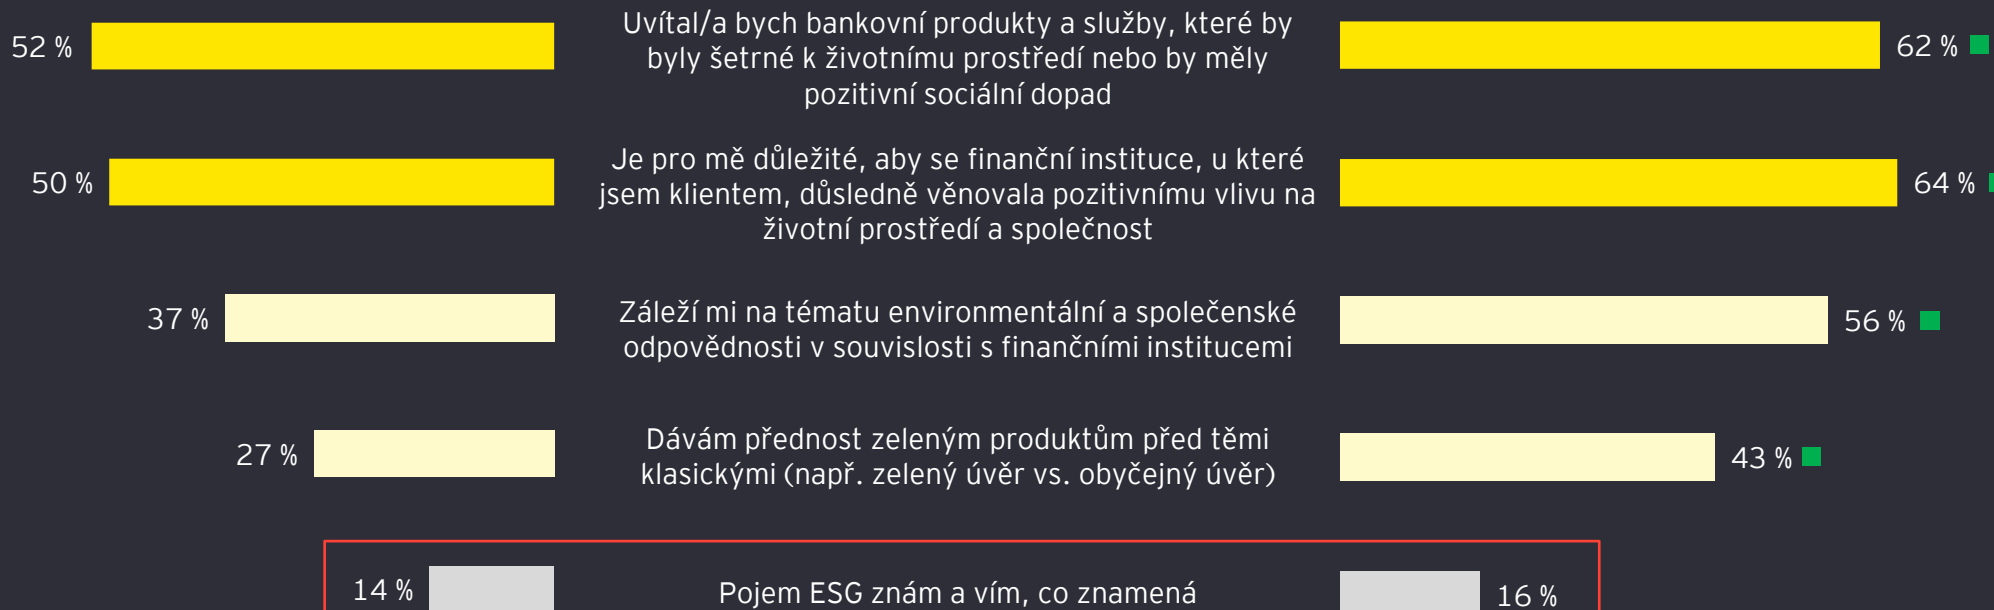 52 %
Uvítal/a bych bankovní produkty a služby, které by
byly šetrné k životnímu prostředí nebo by měly
pozitivní sociální dopad
62 %
50 %
Je pro mě důležité, aby se finanční instituce, u které
jsem klientem, důsledně věnovala pozitivnímu vlivu na
životní prostředí a společnost
64 %
37 %
Záleží mi na tématu environmentální a společenské
odpovědnosti v souvislosti s finančními institucemi
56 %
27 %
Dávám přednost zeleným produktům před těmi
klasickými (např. zelený úvěr vs. obyčejný úvěr)
43 %
14 %
Pojem ESG znám a vím, co znamená
16 %